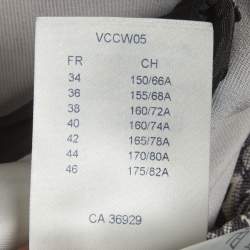 VCCW05
FR CH
34 150/66A
36 155/68A
38 160/72A
40 160/74A
42 165/78A
44 170/80A
46 175/82A
CA 36929